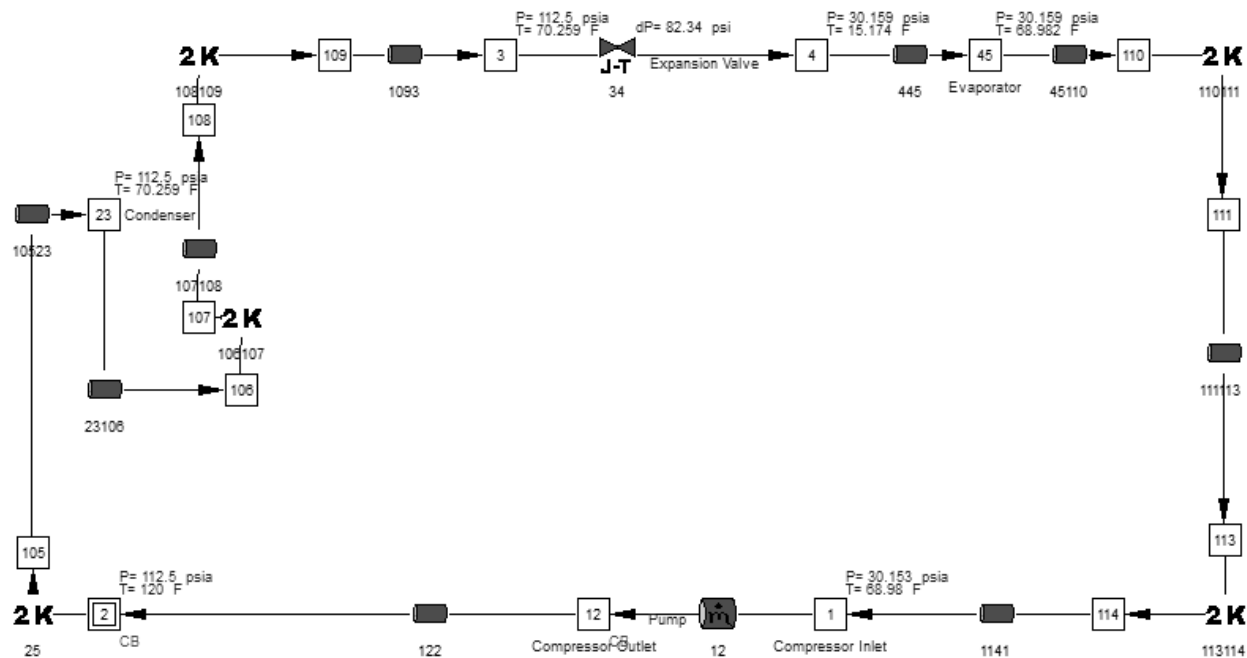 P= 112.5 psia
T= 70.259 F
dP= 82.34 psi
P= 30.159 psia
T= 15.174 F
P= 30.159 psia
T= 68.982 F
2 K
109
3
J-T
Expansion Valve
4
45
110
2 K
108109
1093
34
445
Evaporator
45110
110111
108
P= 112.5 psia
T= 70.259 F
23
Condenser
111
10523
107108
107
2 K
106107
111113
106
23106
105
113
P= 112.5 psia
T= 120 F
P= 30.153 psia
T= 68.98 F
2 K
2
12
Pump
ṁ
1
114
2 K
CB
Compressor Outlet
CB
Compressor Inlet
25
122
12
1141
113114